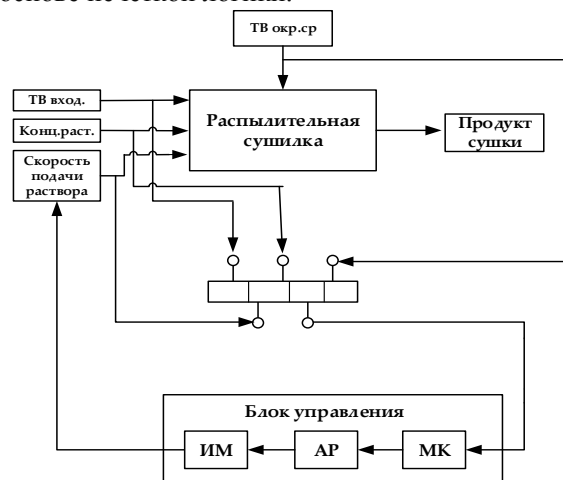 основе нечеткой логики.
ТВ окр.ср
ТВ вход.
Конц.раст.
Скорость
подачи
раствора
Распылительная
сушилка
Продукт
сушки
Блок управления
ИМ
АР
МК